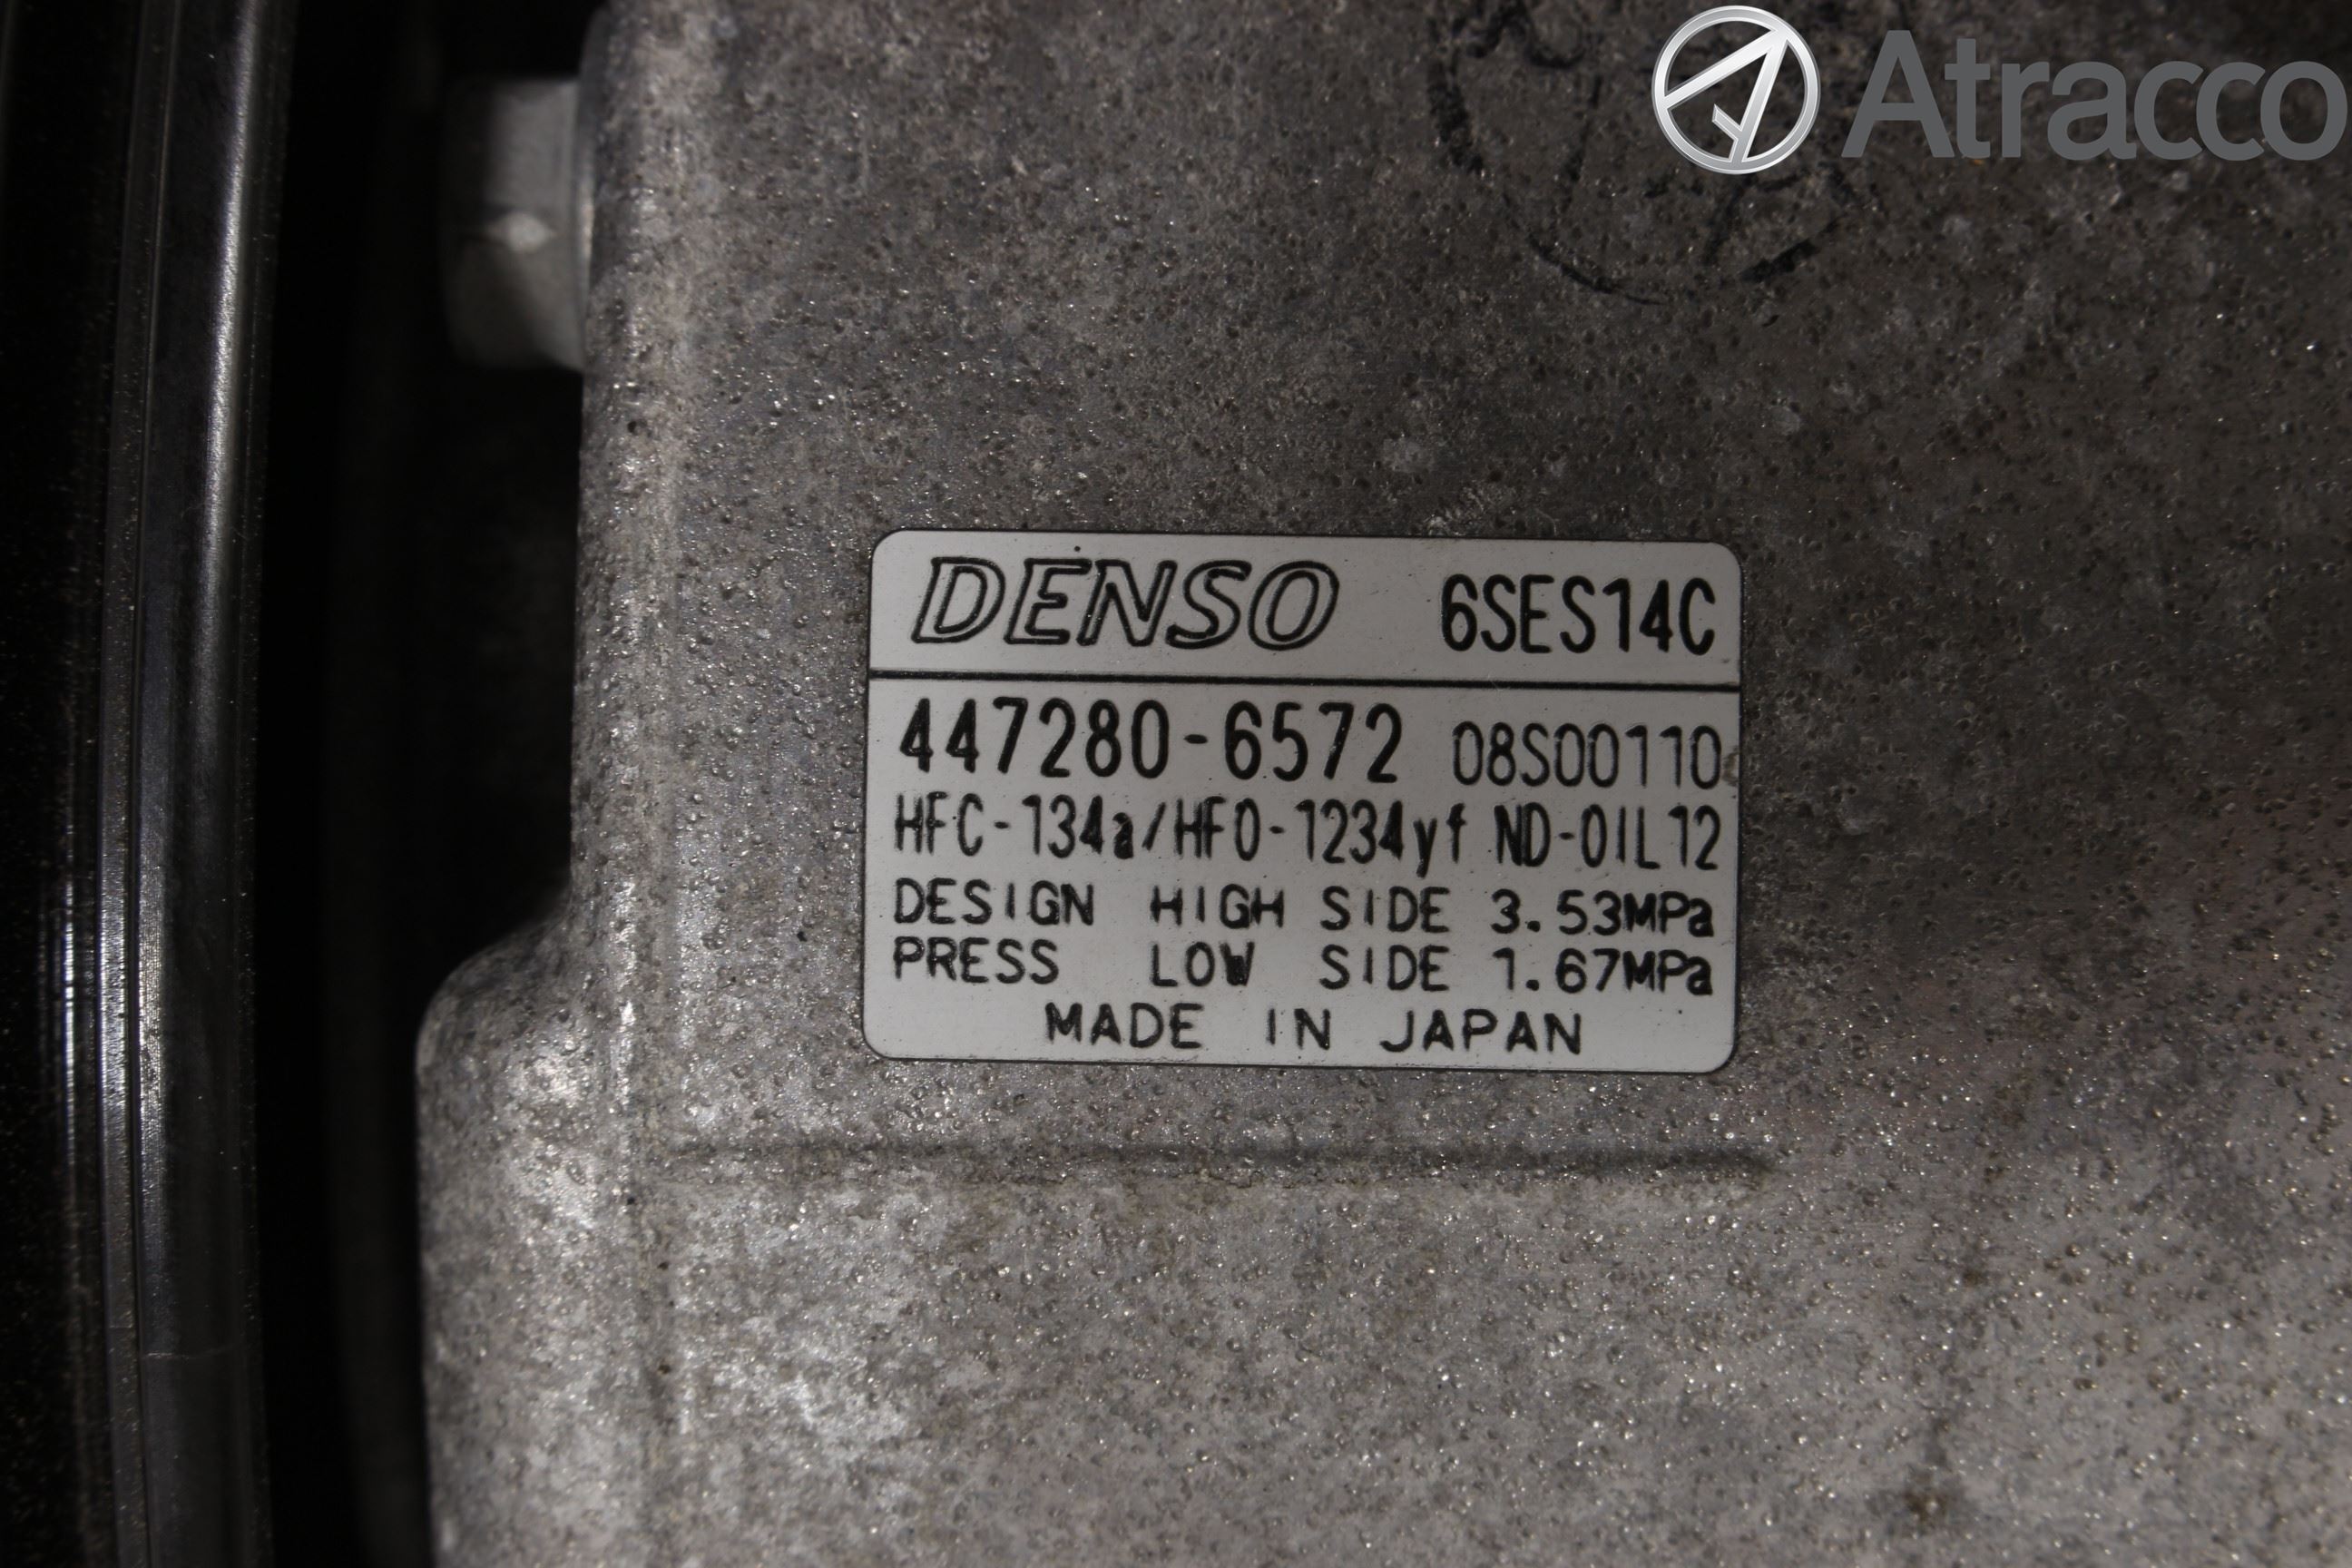 Atracco
DENSO 6SES14C
447280-6572 08S00110
HFC-134a/HFO-1234yf ND-OIL12
DESIGN HIGH SIDE 3.53MPa
PRESS LOW SIDE 1.67MPa
MADE IN JAPAN